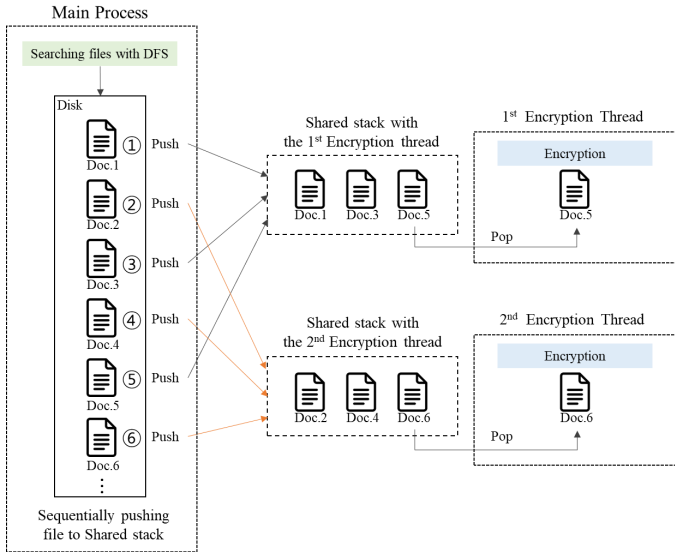 Main Process
Searching files with DFS
Disk
① Push
Doc.1
② Push
Doc.2
③ Push
Doc.3
④ Push
Doc.4
⑤ Push
Doc.5
⑥ Push
Doc.6
⋮
Sequentially pushing
file to Shared stack
Shared stack with
the 1st Encryption thread
Doc.1 Doc.3 Doc.5
Pop
1st Encryption Thread
Encryption
Doc.5
Shared stack with
the 2nd Encryption thread
Doc.2 Doc.4 Doc.6
Pop
2nd Encryption Thread
Encryption
Doc.6